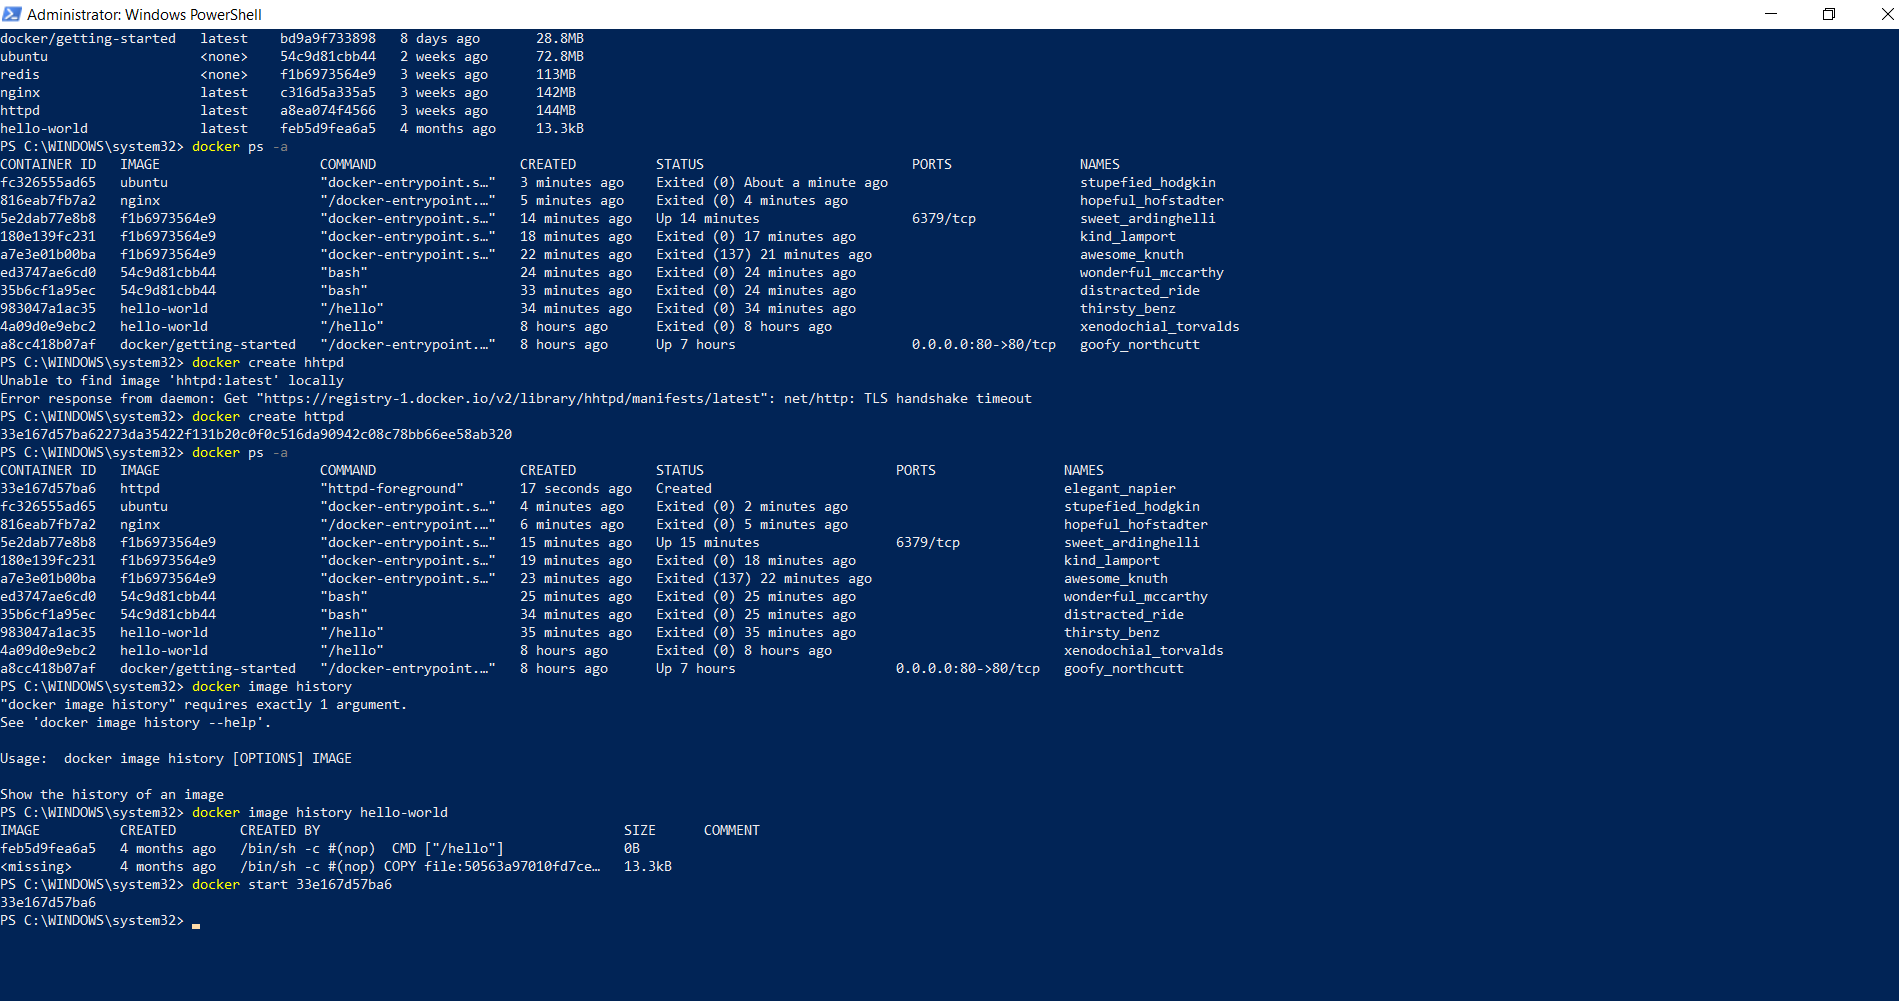 Administrator: Windows PowerShell
docker/getting-started   latest    bd9a9f733898   8 days ago       28.8MB
ubuntu                   <none>    54c9d81cbb44   2 weeks ago      72.8MB
redis                    <none>    f1b6973564e9   3 weeks ago      113MB
nginx                    latest    c316d5a335a5   3 weeks ago      142MB
httpd                    latest    a8ea074f4566   3 weeks ago      144MB
hello-world              latest    feb5d9fea6a5   4 months ago     13.3kB
PS C:\WINDOWS\system32> docker ps -a
CONTAINER ID   IMAGE                    COMMAND                  CREATED          STATUS                          PORTS                NAMES
fc326555ad65   ubuntu                   "docker-entrypoint.s…"   3 minutes ago    Exited (0) About a minute ago                        stupefied_hodgkin
816eab7fb7a2   nginx                    "/docker-entrypoint.…"   5 minutes ago    Exited (0) 4 minutes ago                             hopeful_hofstadter
5e2dab77e8b8   f1b6973564e9             "docker-entrypoint.s…"   14 minutes ago   Up 14 minutes                   6379/tcp             sweet_ardinghelli
180e139fc231   f1b6973564e9             "docker-entrypoint.s…"   18 minutes ago   Exited (0) 17 minutes ago                            kind_lamport
a7e3e01b00ba   f1b6973564e9             "docker-entrypoint.s…"   22 minutes ago   Exited (137) 21 minutes ago                          awesome_knuth
ed3747ae6cd0   54c9d81cbb44             "bash"                   24 minutes ago   Exited (0) 24 minutes ago                            wonderful_mccarthy
35b6cf1a95ec   54c9d81cbb44             "bash"                   33 minutes ago   Exited (0) 24 minutes ago                            distracted_ride
983047a1ac35   hello-world              "/hello"                 34 minutes ago   Exited (0) 34 minutes ago                            thirsty_benz
4a09d0e9ebc2   hello-world              "/hello"                 8 hours ago      Exited (0) 8 hours ago                               xenodochial_torvalds
a8cc418b07af   docker/getting-started   "/docker-entrypoint.…"   8 hours ago      Up 7 hours                      0.0.0.0:80->80/tcp   goofy_northcutt
PS C:\WINDOWS\system32> docker create hhtpd
Unable to find image 'hhtpd:latest' locally
Error response from daemon: Get "https://registry-1.docker.io/v2/library/hhtpd/manifests/latest": net/http: TLS handshake timeout
PS C:\WINDOWS\system32> docker create httpd
33e167d57ba62273da35422f131b20c0f0c516da90942c08c78bb66ee58ab320
PS C:\WINDOWS\system32> docker ps -a
CONTAINER ID   IMAGE                    COMMAND                  CREATED          STATUS                        PORTS                NAMES
33e167d57ba6   httpd                    "httpd-foreground"       17 seconds ago   Created                                            elegant_napier
fc326555ad65   ubuntu                   "docker-entrypoint.s…"   4 minutes ago    Exited (0) 2 minutes ago                           stupefied_hodgkin
816eab7fb7a2   nginx                    "/docker-entrypoint.…"   6 minutes ago    Exited (0) 5 minutes ago                           hopeful_hofstadter
5e2dab77e8b8   f1b6973564e9             "docker-entrypoint.s…"   15 minutes ago   Up 15 minutes                 6379/tcp             sweet_ardinghelli
180e139fc231   f1b6973564e9             "docker-entrypoint.s…"   19 minutes ago   Exited (0) 18 minutes ago                          kind_lamport
a7e3e01b00ba   f1b6973564e9             "docker-entrypoint.s…"   23 minutes ago   Exited (137) 22 minutes ago                        awesome_knuth
ed3747ae6cd0   54c9d81cbb44             "bash"                   25 minutes ago   Exited (0) 25 minutes ago                          wonderful_mccarthy
35b6cf1a95ec   54c9d81cbb44             "bash"                   34 minutes ago   Exited (0) 25 minutes ago                          distracted_ride
983047a1ac35   hello-world              "/hello"                 35 minutes ago   Exited (0) 35 minutes ago                          thirsty_benz
4a09d0e9ebc2   hello-world              "/hello"                 8 hours ago      Exited (0) 8 hours ago                             xenodochial_torvalds
a8cc418b07af   docker/getting-started   "/docker-entrypoint.…"   8 hours ago      Up 7 hours                    0.0.0.0:80->80/tcp   goofy_northcutt
PS C:\WINDOWS\system32> docker image history
"docker image history" requires exactly 1 argument.
See 'docker image history --help'.
Usage:  docker image history [OPTIONS] IMAGE
Show the history of an image
PS C:\WINDOWS\system32> docker image history hello-world
IMAGE          CREATED        CREATED BY                                      SIZE      COMMENT
feb5d9fea6a5   4 months ago   /bin/sh -c #(nop)  CMD ["/hello"]               0B
<missing>      4 months ago   /bin/sh -c #(nop) COPY file:50563a97010fd7ce…   13.3kB
PS C:\WINDOWS\system32> docker start 33e167d57ba6
33e167d57ba6
PS C:\WINDOWS\system32>